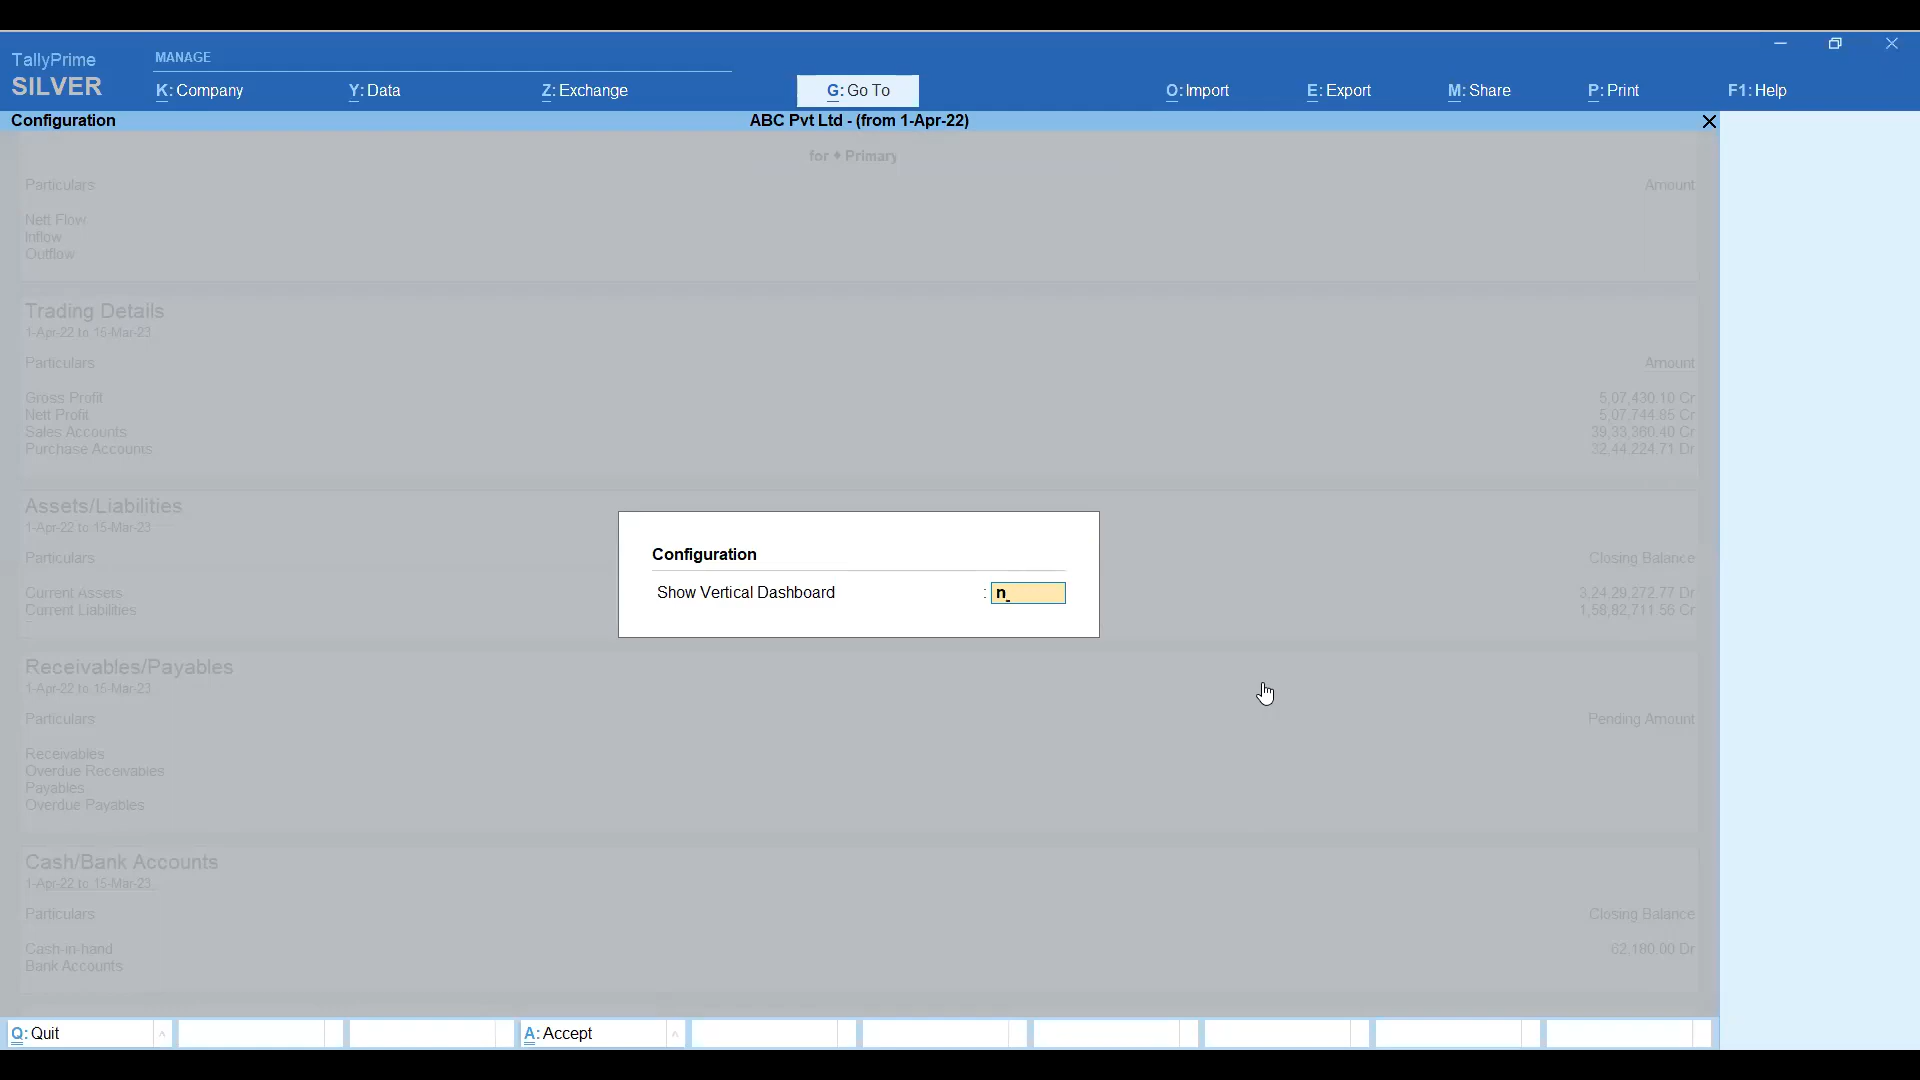 TallyPrime
SILVER
MANAGE
K: Company
Y: Data
Z: Exchange
G: Go To
O: Import
E: Export
M: Share
P: Print
F1: Help
Configuration
ABC Pvt Ltd - (from 1-Apr-22)
for ♦ Primary
Particulars Amount
Nett Flow
Inflow
Outflow
Trading Details
1-Apr-22 to 15-Mar-23
Particulars Amount
Gross Profit 5,07,430.10 Cr
Nett Profit 5,07,744.85 Cr
Sales Accounts 39,33,360.40 Cr
Purchase Accounts 32,44,224.71 Dr
Assets/Liabilities
1-Apr-22 to 15-Mar-23
Particulars Closing Balance
Current Assets 3,24,29,272.77 Dr
Current Liabilities 1,58,82,711.56 Cr
Configuration
Show Vertical Dashboard : n_
Receivables/Payables
1-Apr-22 to 15-Mar-23
Particulars Pending Amount
Receivables
Overdue Receivables
Payables
Overdue Payables
Cash/Bank Accounts
1-Apr-22 to 15-Mar-23
Particulars Closing Balance
Cash-in-hand 62,180.00 Dr
Bank Accounts
Q: Quit
A: Accept